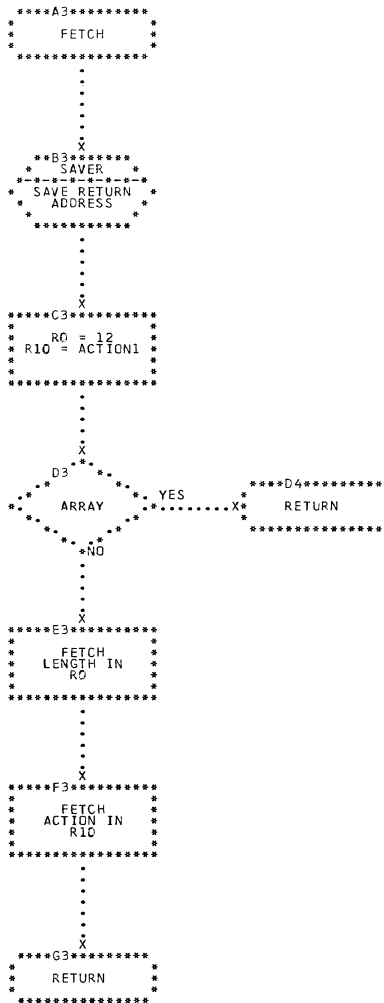 A3
FETCH
B3
SAVER
SAVE RETURN
ADDRESS
C3
R0 = 12
R10 = ACTION1
D3
ARRAY
YES
D4
RETURN
NO
E3
FETCH
LENGTH IN
R0
F3
FETCH
ACTION IN
R10
G3
RETURN